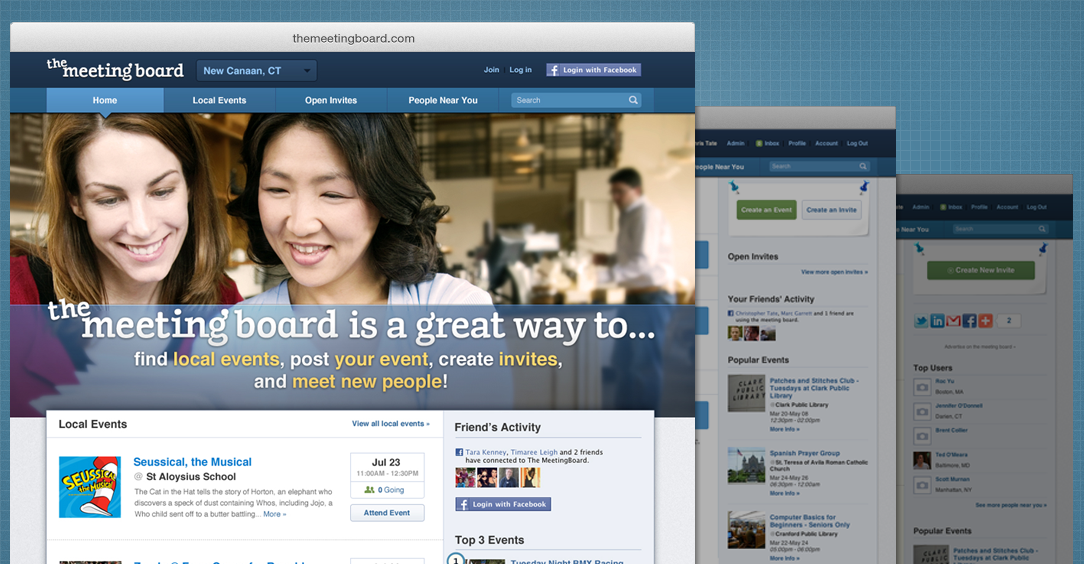 themeetingboard.com
the meeting board
New Canaan, CT
Join
Log in
Login with Facebook
Home
Local Events
Open Invites
People Near You
Search
the meeting board is a great way to...
find local events, post your event, create invites,
and meet new people!
Local Events
View all local events »
Seussical, the Musical
@ St Aloysius School
The Cat in the Hat tells the story of Horton, an elephant who
discovers a speck of dust containing Whos, including Jojo, a
Who child sent off to a butter battling... More »
SEUSSICAL
Jul 23
11:00AM - 12:30PM
0 Going
Attend Event
Friend's Activity
Tara Kenney, Timaree Leigh and 2 friends
have connected to The MeetingBoard.
Login with Facebook
Top 3 Events
1
Tuesday Night BMX Racing
hris Tate
Admin
Inbox
Profile
Account
Log Out
eople Near You
Search
Create an Event
Create an Invite
Open Invites
View more open invites »
Your Friends' Activity
Christopher Tate, Marc Garrett and 1 friend are
using the meeting board.
Popular Events
CLARK
PUBLIC
LIBRARY
Patches and Stitches Club -
Tuesdays at Clark Public
Library
@Clark Public Library
Mar 20-May 08
12:30pm - 02:00pm
More Info »
Spanish Prayer Group
@St. Teresa of Avila Roman Catholic
Church
Mar 24-May 26
06:30pm - 12:00am
More Info »
Computer Basics for
Beginners - Seniors Only
@Cranford Public Library
Mar 22-May 24
05:00pm - 06:00pm
More Info »
Tate
Admin
Inbox
Profile
Account
Log Out
le Near You
Search
Create New Invite
2
Advertise on the meeting board »
Top Users
Rac Yu
Boston, MA
Jennifer O'Donnell
Darien, CT
Brent Collier
Ted O'Meara
Baltimore, MD
Scott Murnan
Manhattan, NY
See more people near you »
Popular Events
CLARK
PUBLIC
Patches and Stitches Club -
Tuesdays at Clark Public